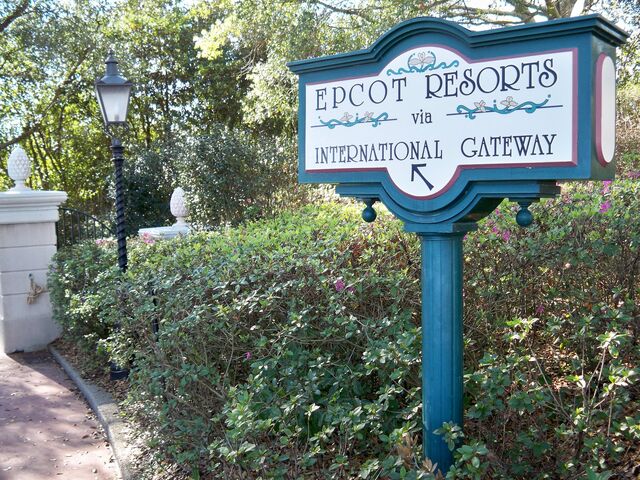 EPCOT RESORTS
via
INTERNATIONAL GATEWAY